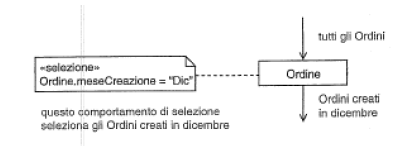 tutti gli Ordini
«selezione»
Ordine.meseCreazione = "Dic"
Ordine
questo comportamento di selezione
seleziona gli Ordini creati in dicembre
Ordini creati
in dicembre